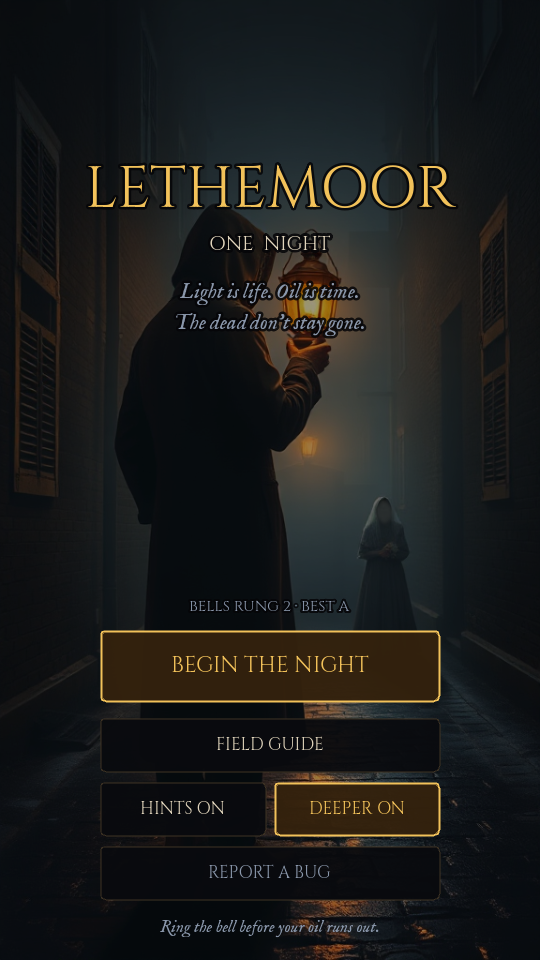 LETHEMOOR
ONE NIGHT
Light is life. Oil is time.
The dead don't stay gone.
BELLS RUNG 2 · BEST A
BEGIN THE NIGHT
FIELD GUIDE
HINTS ON
DEEPER ON
REPORT A BUG
Ring the bell before your oil runs out.